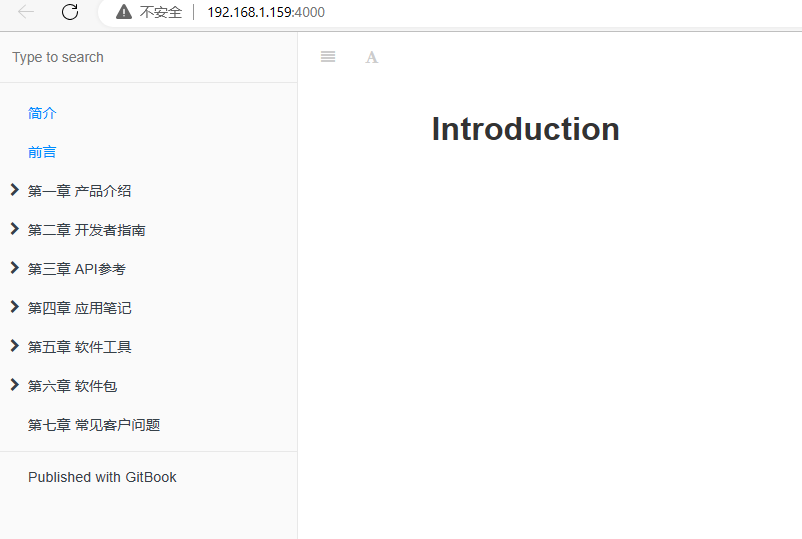 不安全 192.168.1.159:4000
Type to search
A
Introduction
简介
前言
第一章 产品介绍
第二章 开发者指南
第三章 API参考
第四章 应用笔记
第五章 软件工具
第六章 软件包
第七章 常见客户问题
Published with GitBook